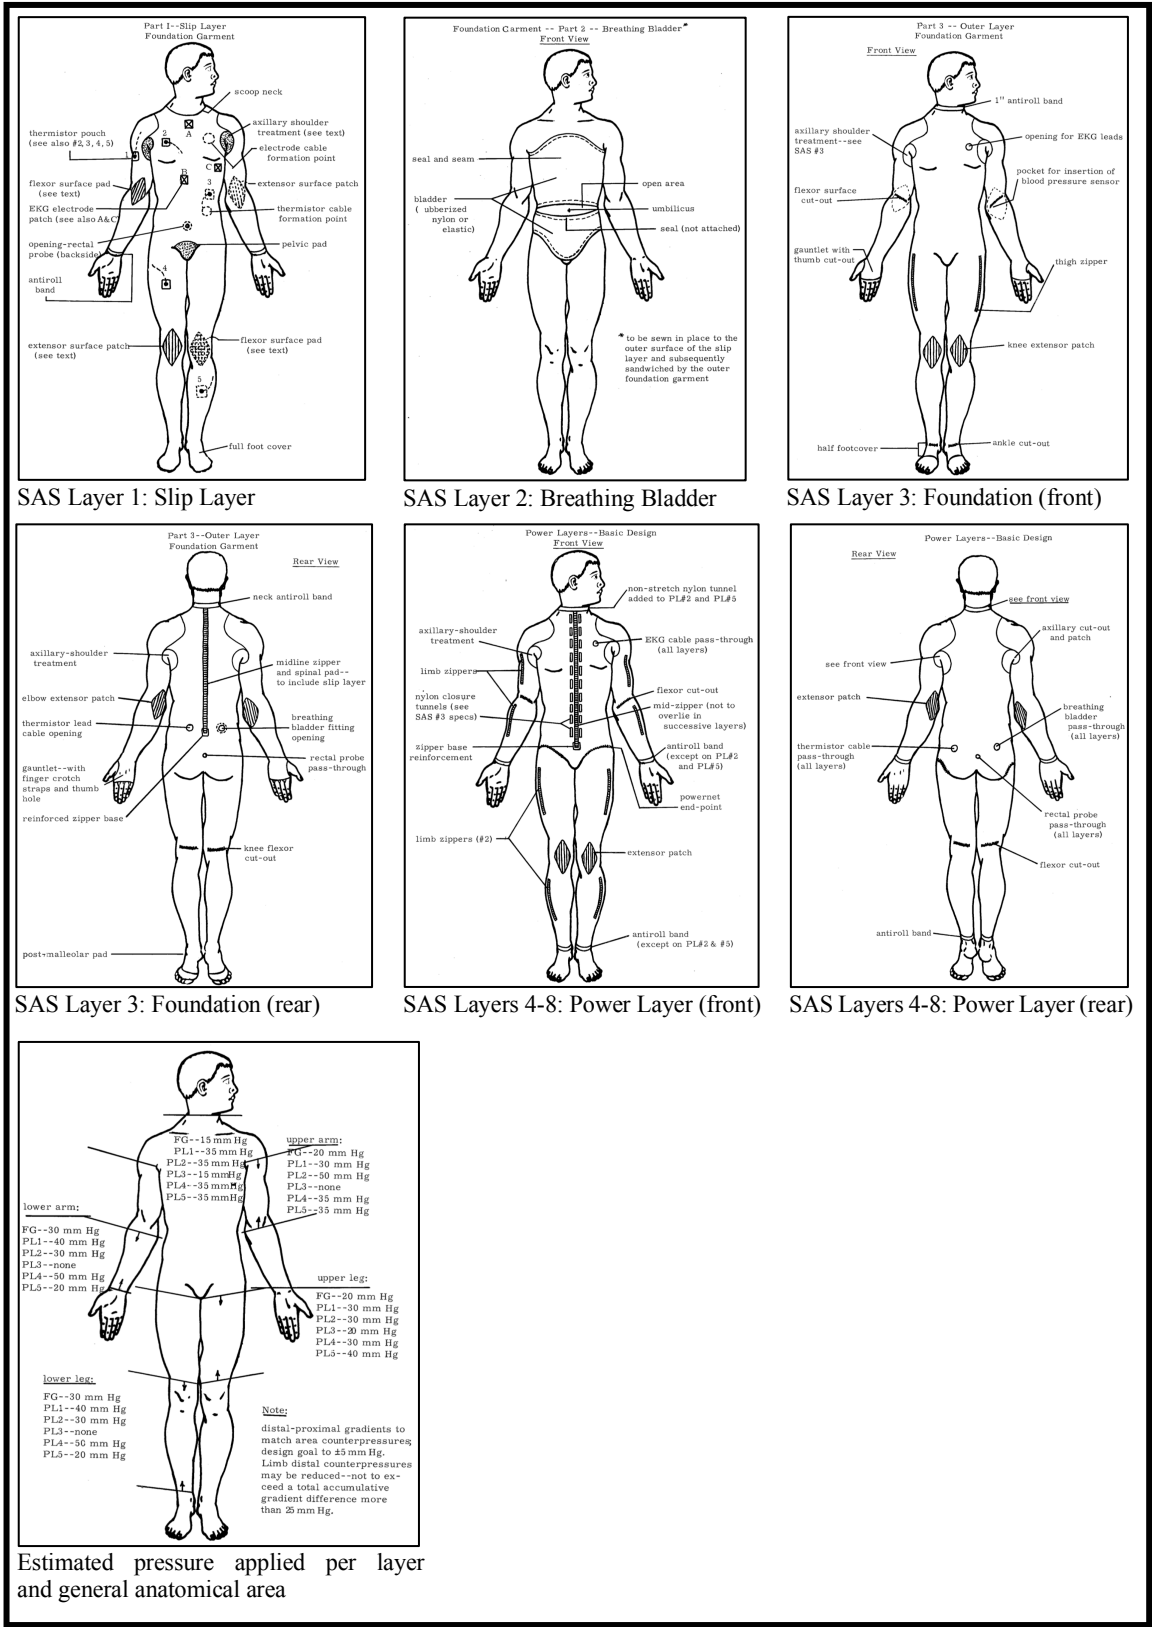 Part I--Slip Layer
Foundation Garment
scoop neck
thermistor pouch
(see also #2, 3, 4, 5)
axillary shoulder
treatment (see text)
electrode cable
formation point
flexor surface pad
(see text)
extensor surface patch
EKG electrode
patch (see also A&C)
thermistor cable
formation point
opening-rectal
probe (backside)
pelvic pad
antiroll
band
extensor surface patch
(see text)
flexor surface pad
(see text)
full foot cover
A
2
1
C
B
3
4
5
SAS Layer 1: Slip Layer
Foundation Garment -- Part 2 -- Breathing Bladder*
Front View
seal and seam
open area
bladder
( ubberized
nylon or
elastic)
umbilicus
seal (not attached)
* to be sewn in place to the
outer surface of the slip
layer and subsequently
sandwiched by the outer
foundation garment
SAS Layer 2: Breathing Bladder
Part 3 -- Outer Layer
Foundation Garment
Front View
1" antiroll band
axillary shoulder
treatment--see
SAS #3
opening for EKG leads
pocket for insertion of
blood pressure sensor
flexor surface
cut-out
gauntlet with
thumb cut-out
thigh zipper
knee extensor patch
half footcover
ankle cut-out
SAS Layer 3: Foundation (front)
Part 3--Outer Layer
Foundation Garment
Rear View
neck antiroll band
axillary-shoulder
treatment
midline zipper
and spinal pad--
to include slip layer
elbow extensor patch
thermistor lead
cable opening
breathing
bladder fitting
opening
rectal probe
pass-through
gauntlet--with
finger crotch
straps and thumb
hole
reinforced zipper base
knee flexor
cut-out
post-malleolar pad
SAS Layer 3: Foundation (rear)
Power Layers--Basic Design
Front View
non-stretch nylon tunnel
added to PL#2 and PL#5
axillary-shoulder
treatment
EKG cable pass-through
(all layers)
limb zippers
nylon closure
tunnels (see
SAS #3 specs)
flexor cut-out
mid-zipper (not to
overlie in
successive layers)
zipper base
reinforcement
antiroll band
(except on PL#2
and PL#5)
powernet
end-point
limb zippers (#2)
extensor patch
antiroll band
(except on PL#2 & #5)
SAS Layers 4-8: Power Layer (front)
Power Layers--Basic Design
Rear View
see front view
axillary cut-out
and patch
see front view
extensor patch
breathing
bladder
pass-through
(all layers)
thermistor cable
pass-through
(all layers)
rectal probe
pass-through
(all layers)
flexor cut-out
antiroll band
SAS Layers 4-8: Power Layer (rear)
FG--15 mm Hg
PL1--35 mm Hg
PL2--35 mm Hg
PL3--15 mmHg
PL4--35 mmHg
PL5--35 mmHg
upper arm:
FG--20 mm Hg
PL1--30 mm Hg
PL2--50 mm Hg
PL3--none
PL4--35 mm Hg
PL5--35 mm Hg
lower arm:
FG--30 mm Hg
PL1--40 mm Hg
PL2--30 mm Hg
PL3--none
PL4--50 mm Hg
PL5--20 mm Hg
upper leg:
FG--20 mm Hg
PL1--30 mm Hg
PL2--30 mm Hg
PL3--20 mm Hg
PL4--30 mm Hg
PL5--40 mm Hg
lower leg:
FG--30 mm Hg
PL1--40 mm Hg
PL2--30 mm Hg
PL3--none
PL4--50 mm Hg
PL5--20 mm Hg
Note:
distal-proximal gradients to
match area counterpressures;
design goal to ±5 mm Hg.
Limb distal counterpressures
may be reduced--not to ex-
ceed a total accumulative
gradient difference more
than 25 mm Hg.
Estimated pressure applied per layer
and general anatomical area